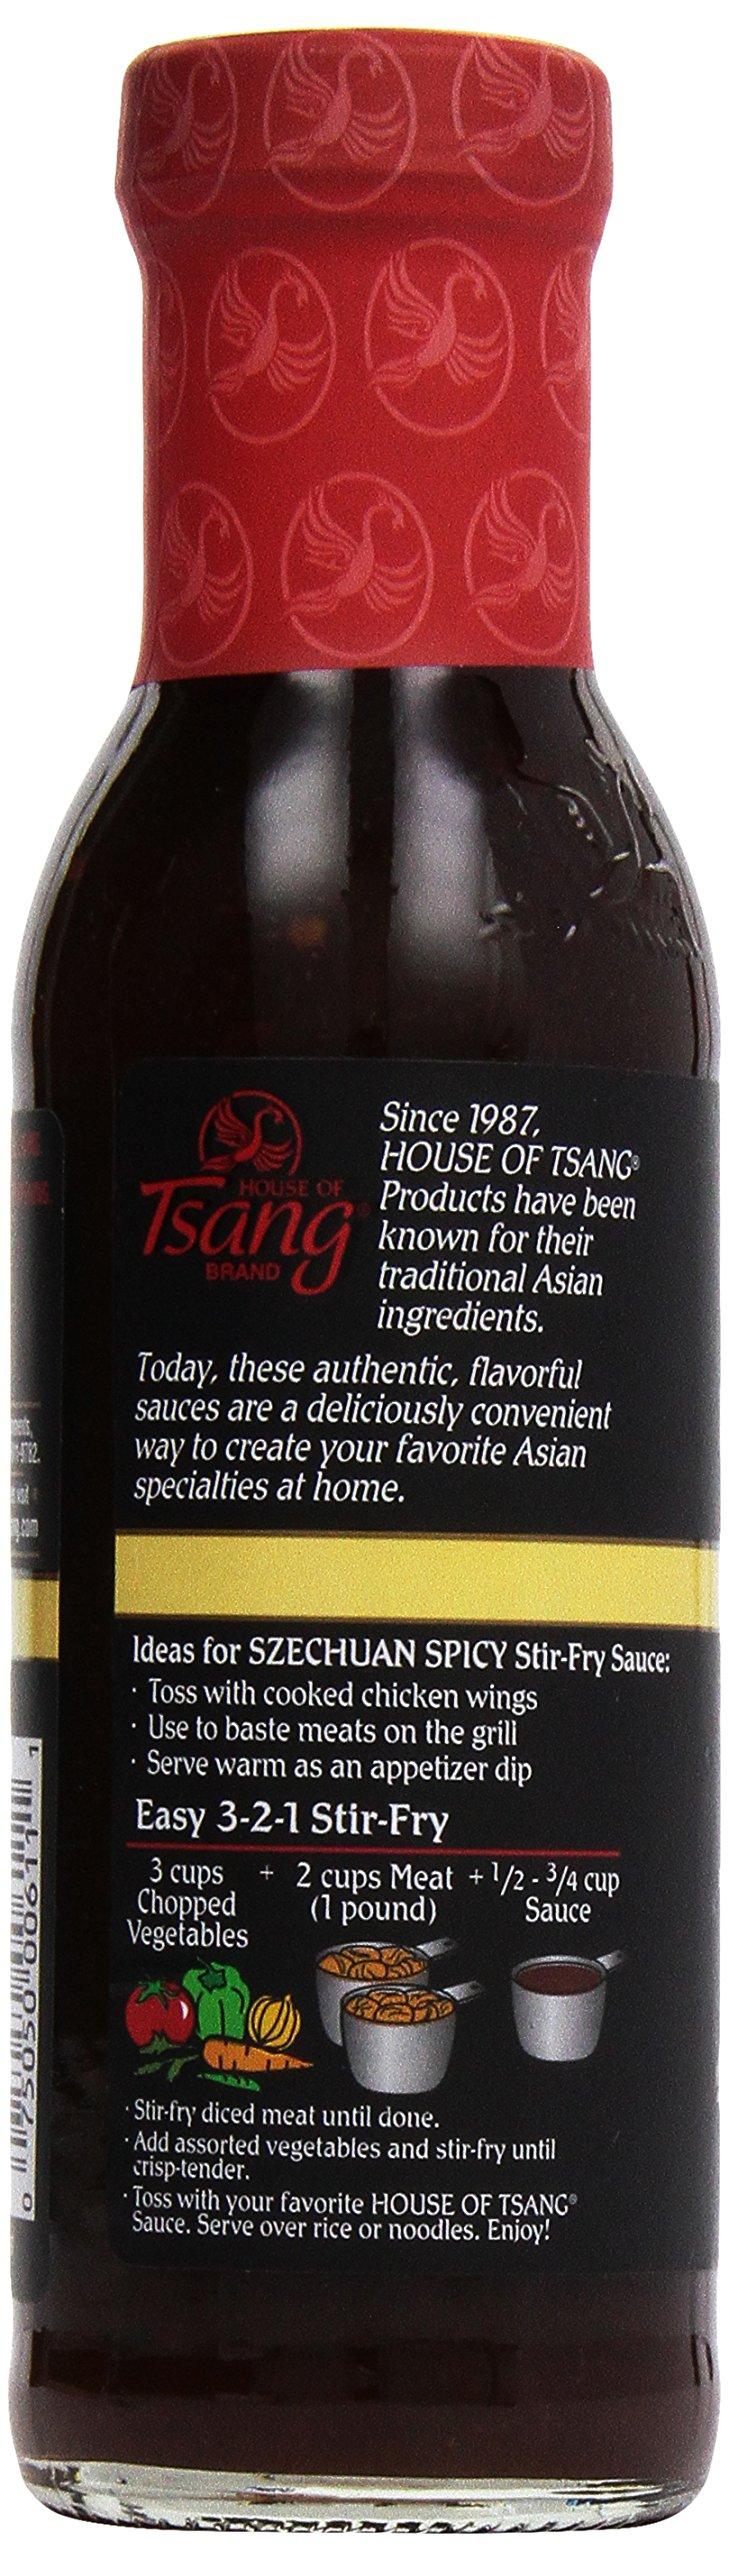 HOUSE OF
Tsang®
BRAND
Since 1987,
HOUSE OF TSANG®
Products have been
known for their
traditional Asian
ingredients.
Today, these authentic, flavorful
sauces are a deliciously convenient
way to create your favorite Asian
specialties at home.
Ideas for SZECHUAN SPICY Stir-Fry Sauce:
· Toss with cooked chicken wings
· Use to baste meats on the grill
· Serve warm as an appetizer dip
Easy 3-2-1 Stir-Fry
3 cups + 2 cups Meat + 1/2 - 3/4 cup
Chopped (1 pound) Sauce
Vegetables
· Stir-fry diced meat until done.
· Add assorted vegetables and stir-fry until
crisp-tender.
· Toss with your favorite HOUSE OF TSANG®
Sauce. Serve over rice or noodles. Enjoy!
0 75050 00611 1